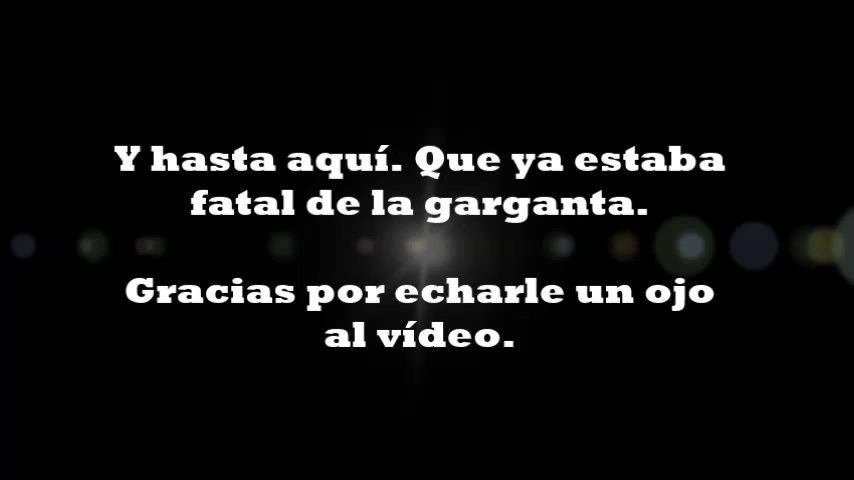 Y hasta aquí. Que ya estaba
fatal de la garganta.
Gracias por echarle un ojo
al vídeo.